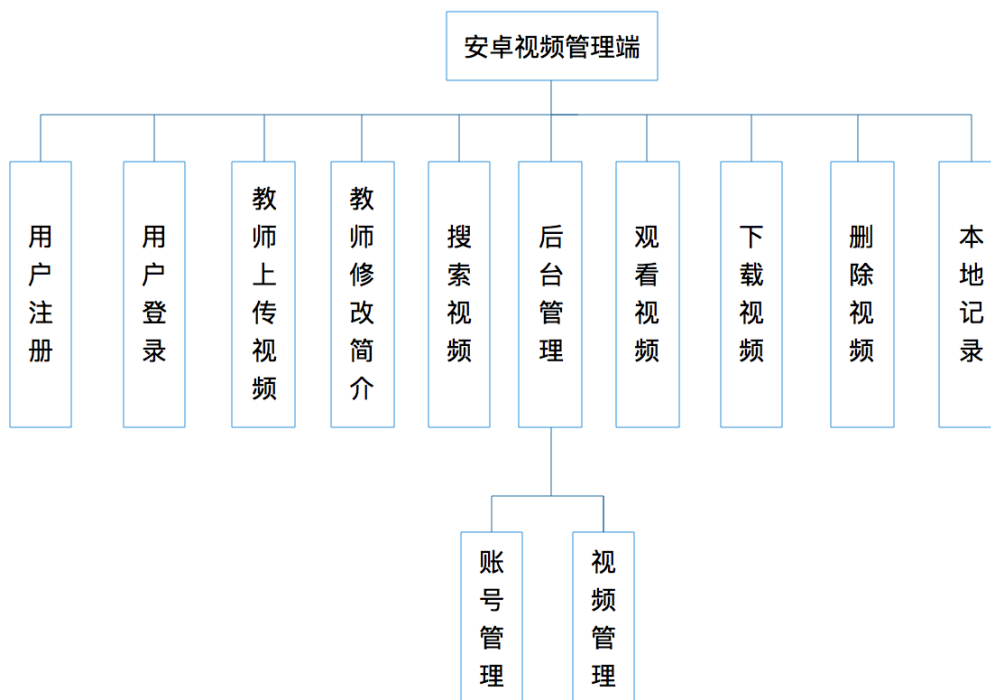 安卓视频管理端
用户注册
用户登录
教师上传视频
教师修改简介
搜索视频
后台管理
观看视频
下载视频
删除视频
本地记录
账号管理
视频管理